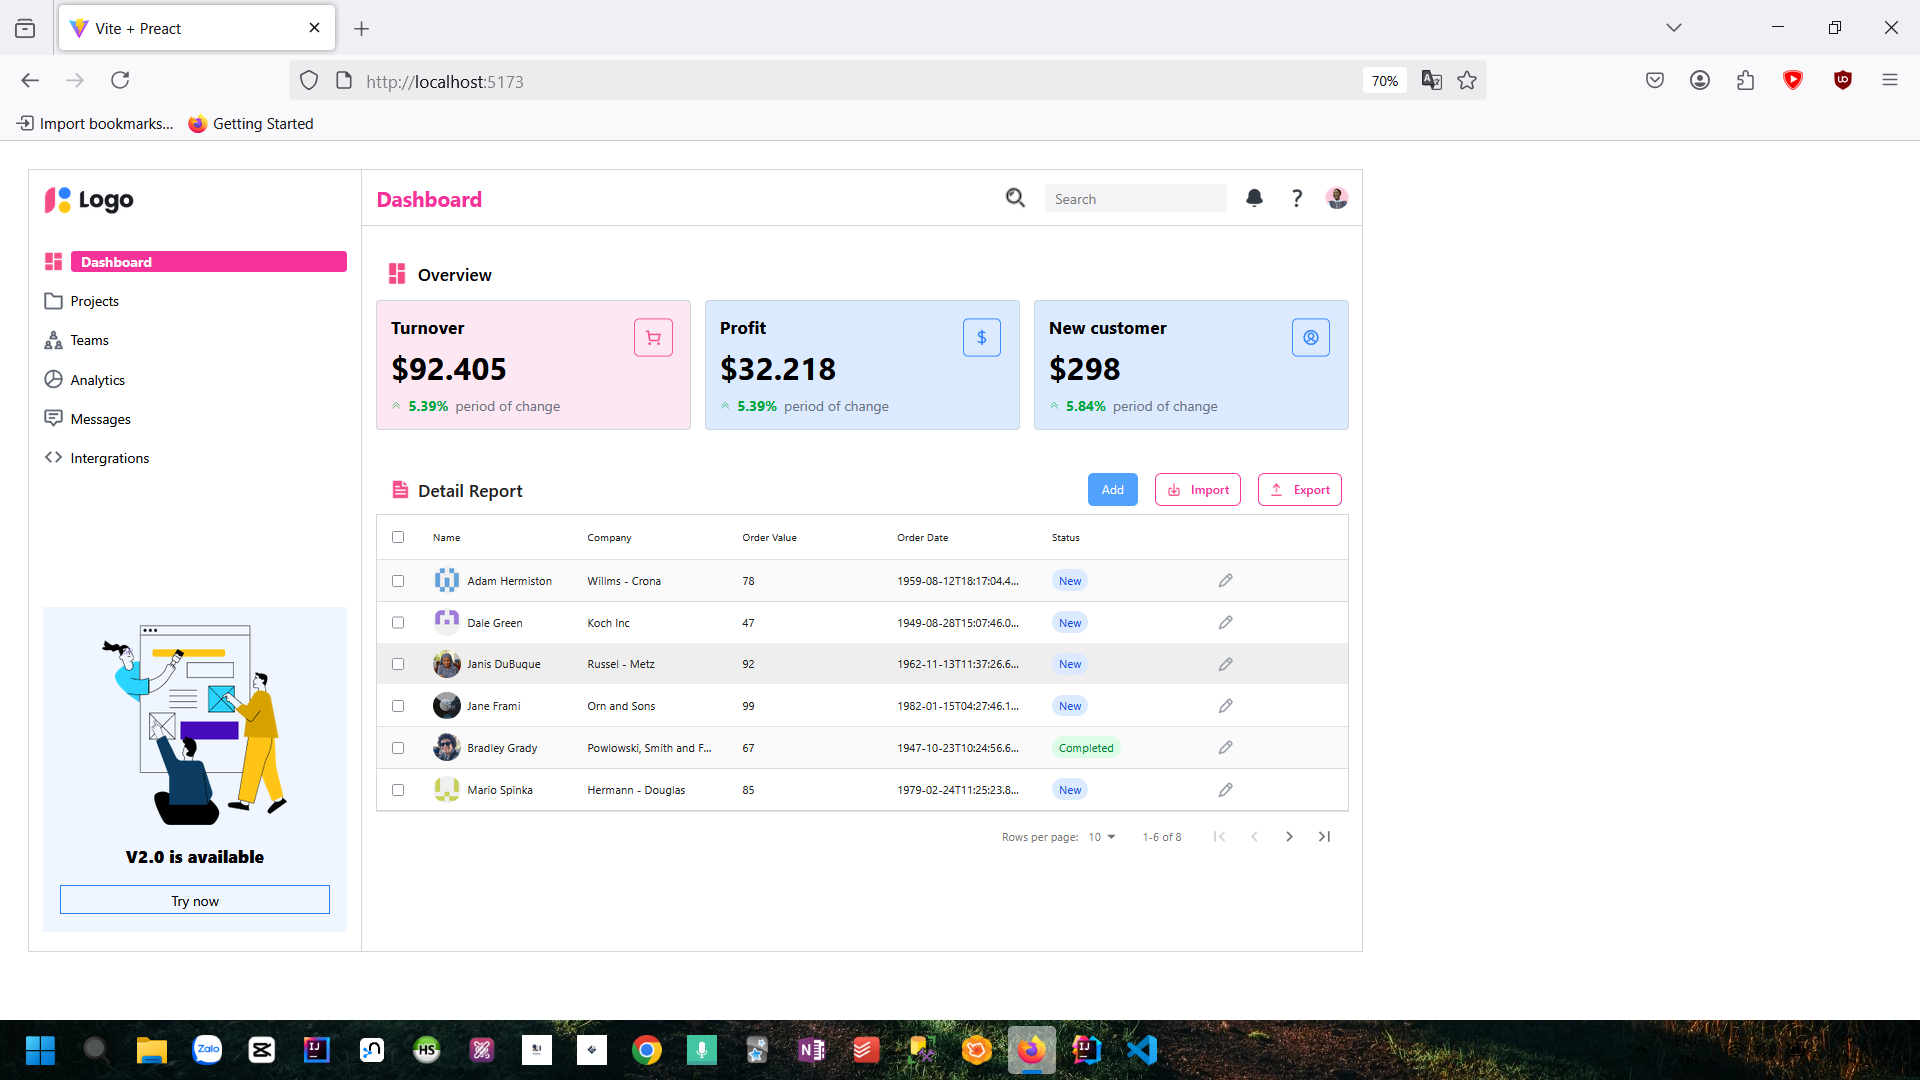 Vite + Preact
http://localhost:5173
70%
Import bookmarks...
Getting Started
Logo
Dashboard
Search
?
Dashboard
Projects
Teams
Analytics
Messages
Intergrations
V2.0 is available
Try now
Overview
Turnover
$92.405
5.39% period of change
Profit
$
$32.218
5.39% period of change
New customer
$298
5.84% period of change
Detail Report
Add
Import
Export
Name Company Order Value Order Date Status
Adam Hermiston Willms - Crona 78 1959-08-12T18:17:04.4... New
Dale Green Koch Inc 47 1949-08-28T15:07:46.0... New
Janis DuBuque Russel - Metz 92 1962-11-13T11:37:26.6... New
Jane Frami Orn and Sons 99 1982-01-15T04:27:46.1... New
Bradley Grady Powlowski, Smith and F... 67 1947-10-23T10:24:56.6... Completed
Mario Spinka Hermann - Douglas 85 1979-02-24T11:25:23.8... New
Rows per page: 10 1-6 of 8
Zalo
IJ
HS
N
IJ